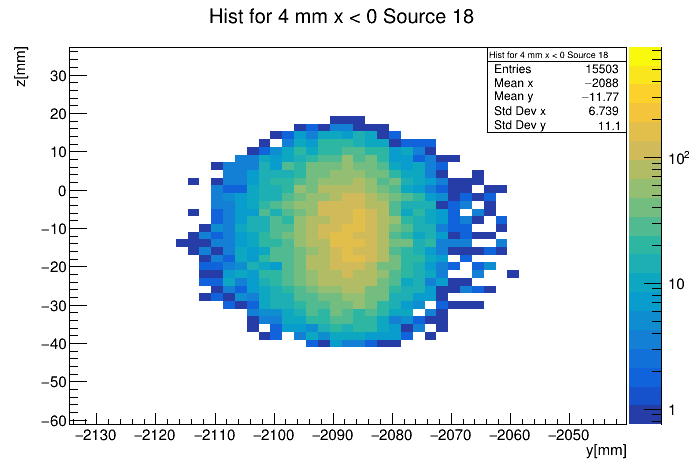 Hist for 4 mm x < 0 Source 18
z[mm]
Hist for 4 mm x < 0 Source 18
Entries 15503
Mean x −2088
Mean y −11.77
Std Dev x 6.739
Std Dev y 11.1
30
20
10
0
−10
−20
−30
−40
−50
−60
10²
10
1
−2130 −2120 −2110 −2100 −2090 −2080 −2070 −2060 −2050
y[mm]